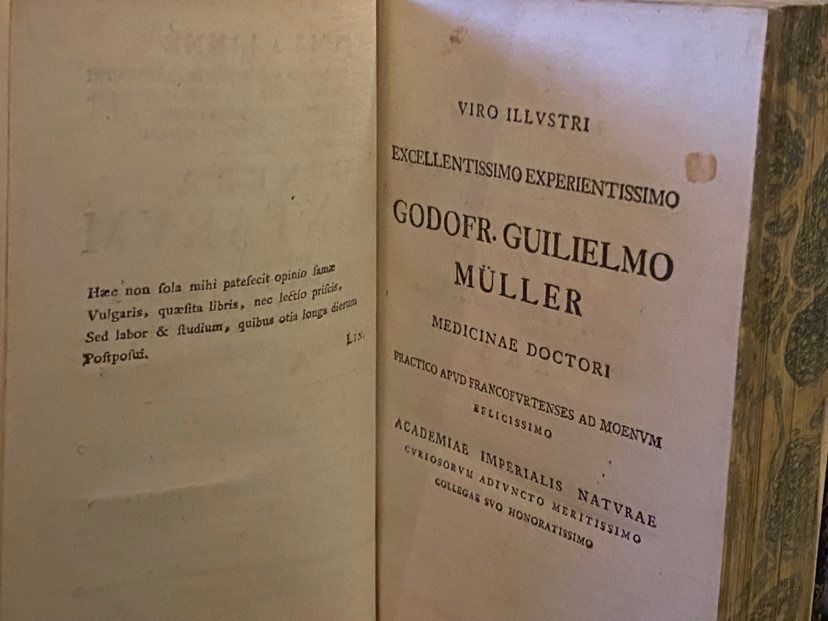 Hæc non ſola mihi patefecit opinio famæ
Vulgaris, quæſita libris, nec lectio priſcis,
Sed labor & ſtudium, quibus otia longa dierum
Poſtpoſui.
LIN.
VIRO ILLVSTRI
EXCELLENTISSIMO EXPERIENTISSIMO
GODOFR. GUILIELMO
MÜLLER
MEDICINAE DOCTORI
PRACTICO APVD FRANCOFVRTENSES AD MOENVM
FELICISSIMO
ACADEMIAE IMPERIALIS NATVRAE
CVRIOSORVM ADIVNCTO MERITISSIMO
COLLEGAE SVO HONORATISSIMO